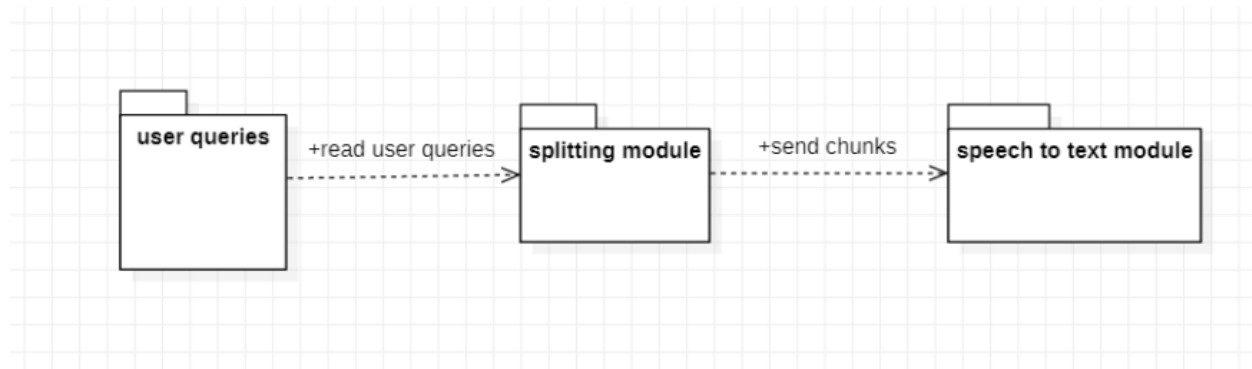 user queries
+read user queries
splitting module
+send chunks
speech to text module